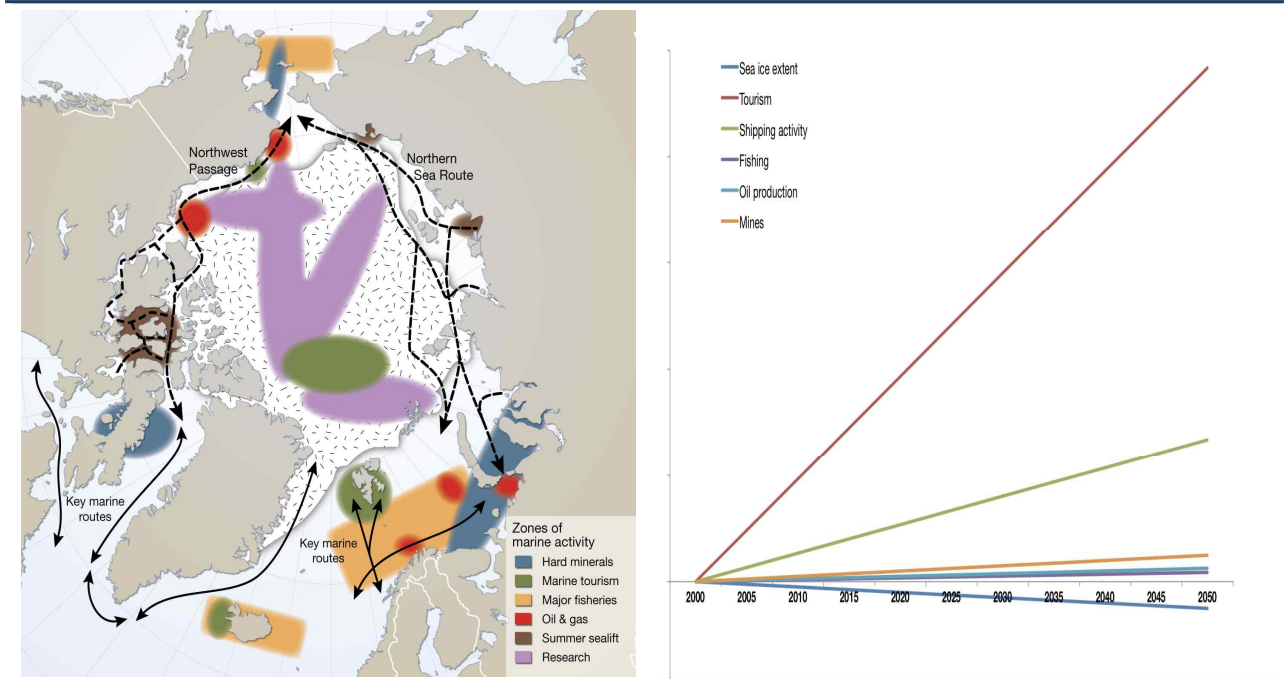 Northwest
Passage
Northern
Sea Route
Key marine
routes
Key marine
routes
Zones of
marine activity
Hard minerals
Marine tourism
Major fisheries
Oil & gas
Summer sealift
Research
Sea ice extent
Tourism
Shipping activity
Fishing
Oil production
Mines
2000 2005 2010 2015 2020 2025 2030 2035 2040 2045 2050